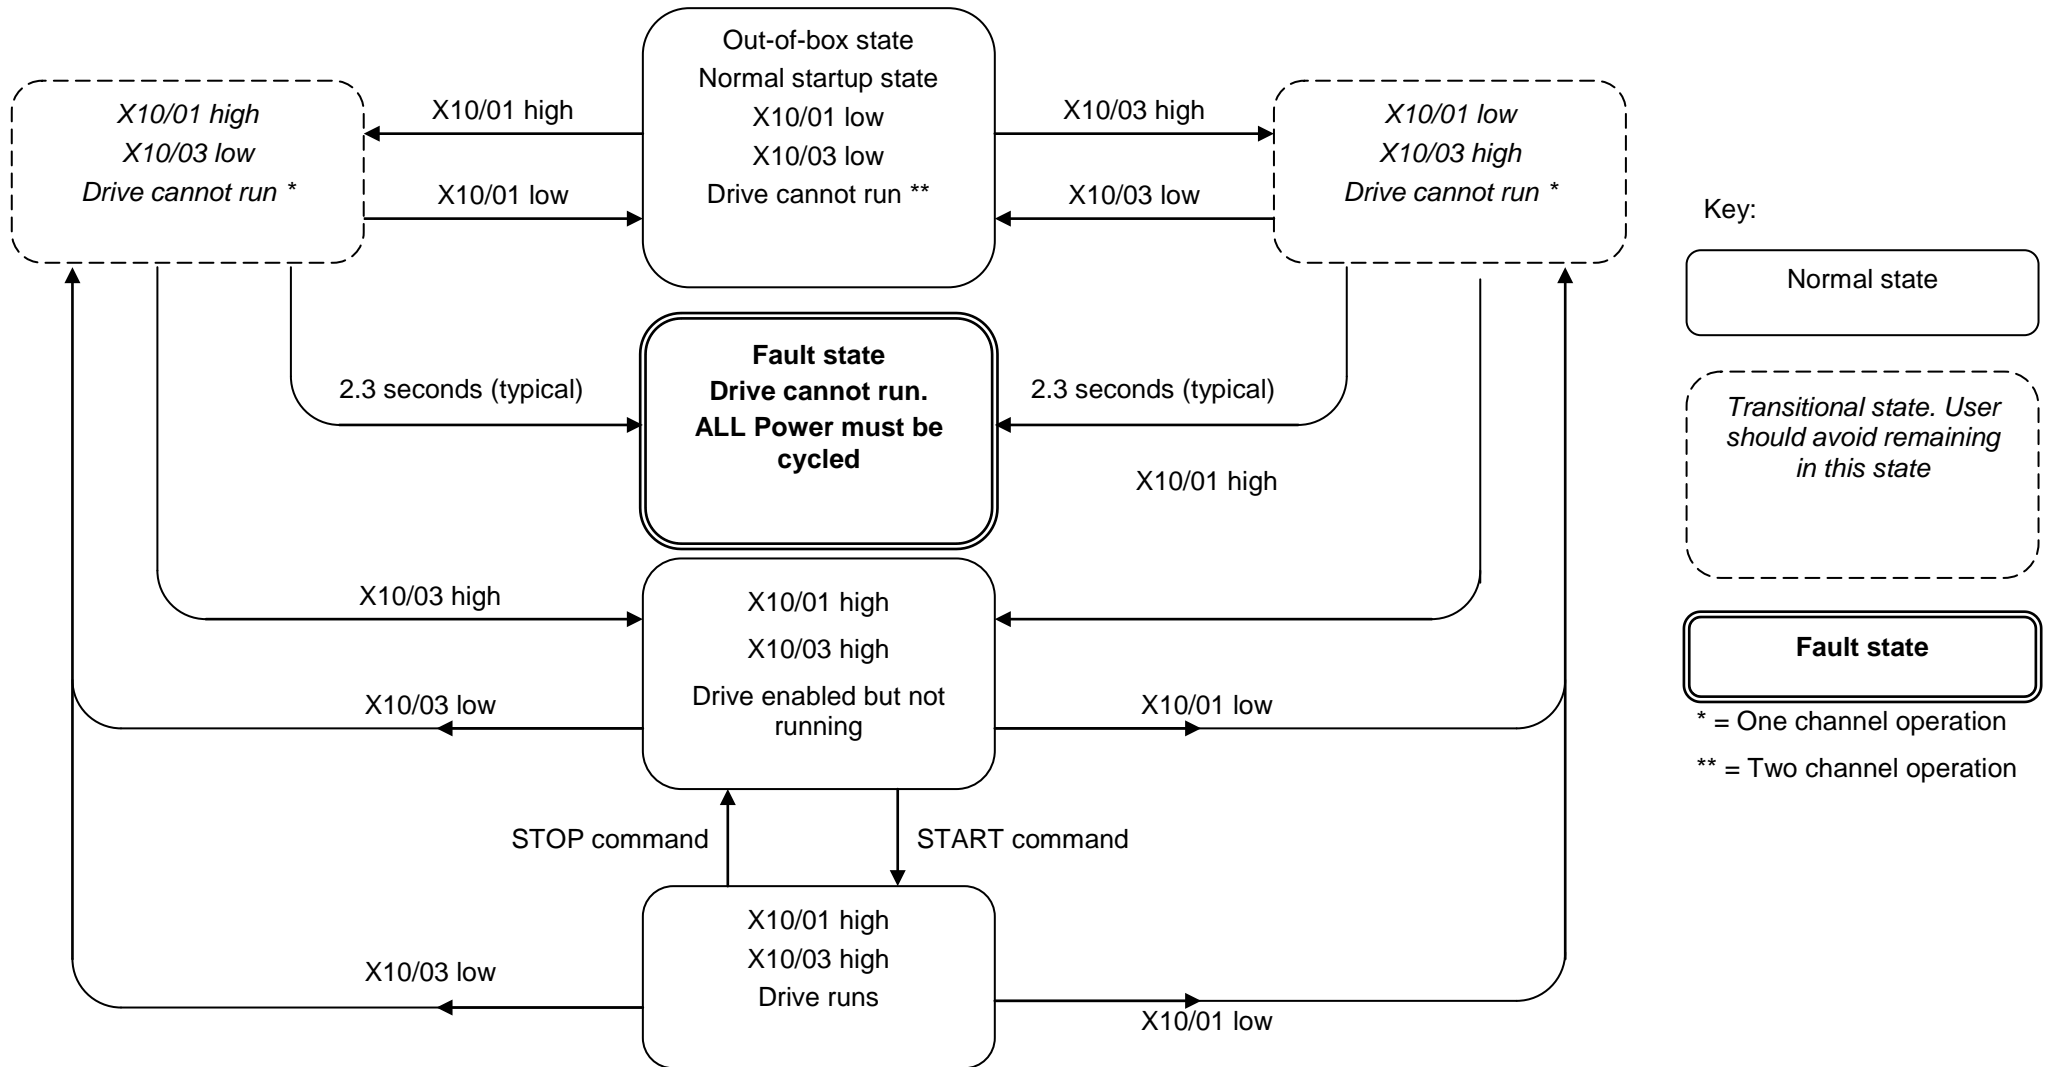 Out-of-box state
Normal startup state
X10/01 low
X10/03 low
Drive cannot run **
X10/01 high
X10/03 low
Drive cannot run *
X10/01 high
X10/01 low
X10/03 high
X10/03 low
X10/01 low
X10/03 high
Drive cannot run *
Fault state
Drive cannot run.
ALL Power must be
cycled
2.3 seconds (typical)
2.3 seconds (typical)
X10/01 high
X10/03 high
X10/01 high
X10/03 high
Drive enabled but not
running
X10/03 low
X10/01 low
STOP command
START command
X10/01 high
X10/03 high
Drive runs
X10/03 low
X10/01 low
Key:
Normal state
Transitional state. User
should avoid remaining
in this state
Fault state
* = One channel operation
** = Two channel operation